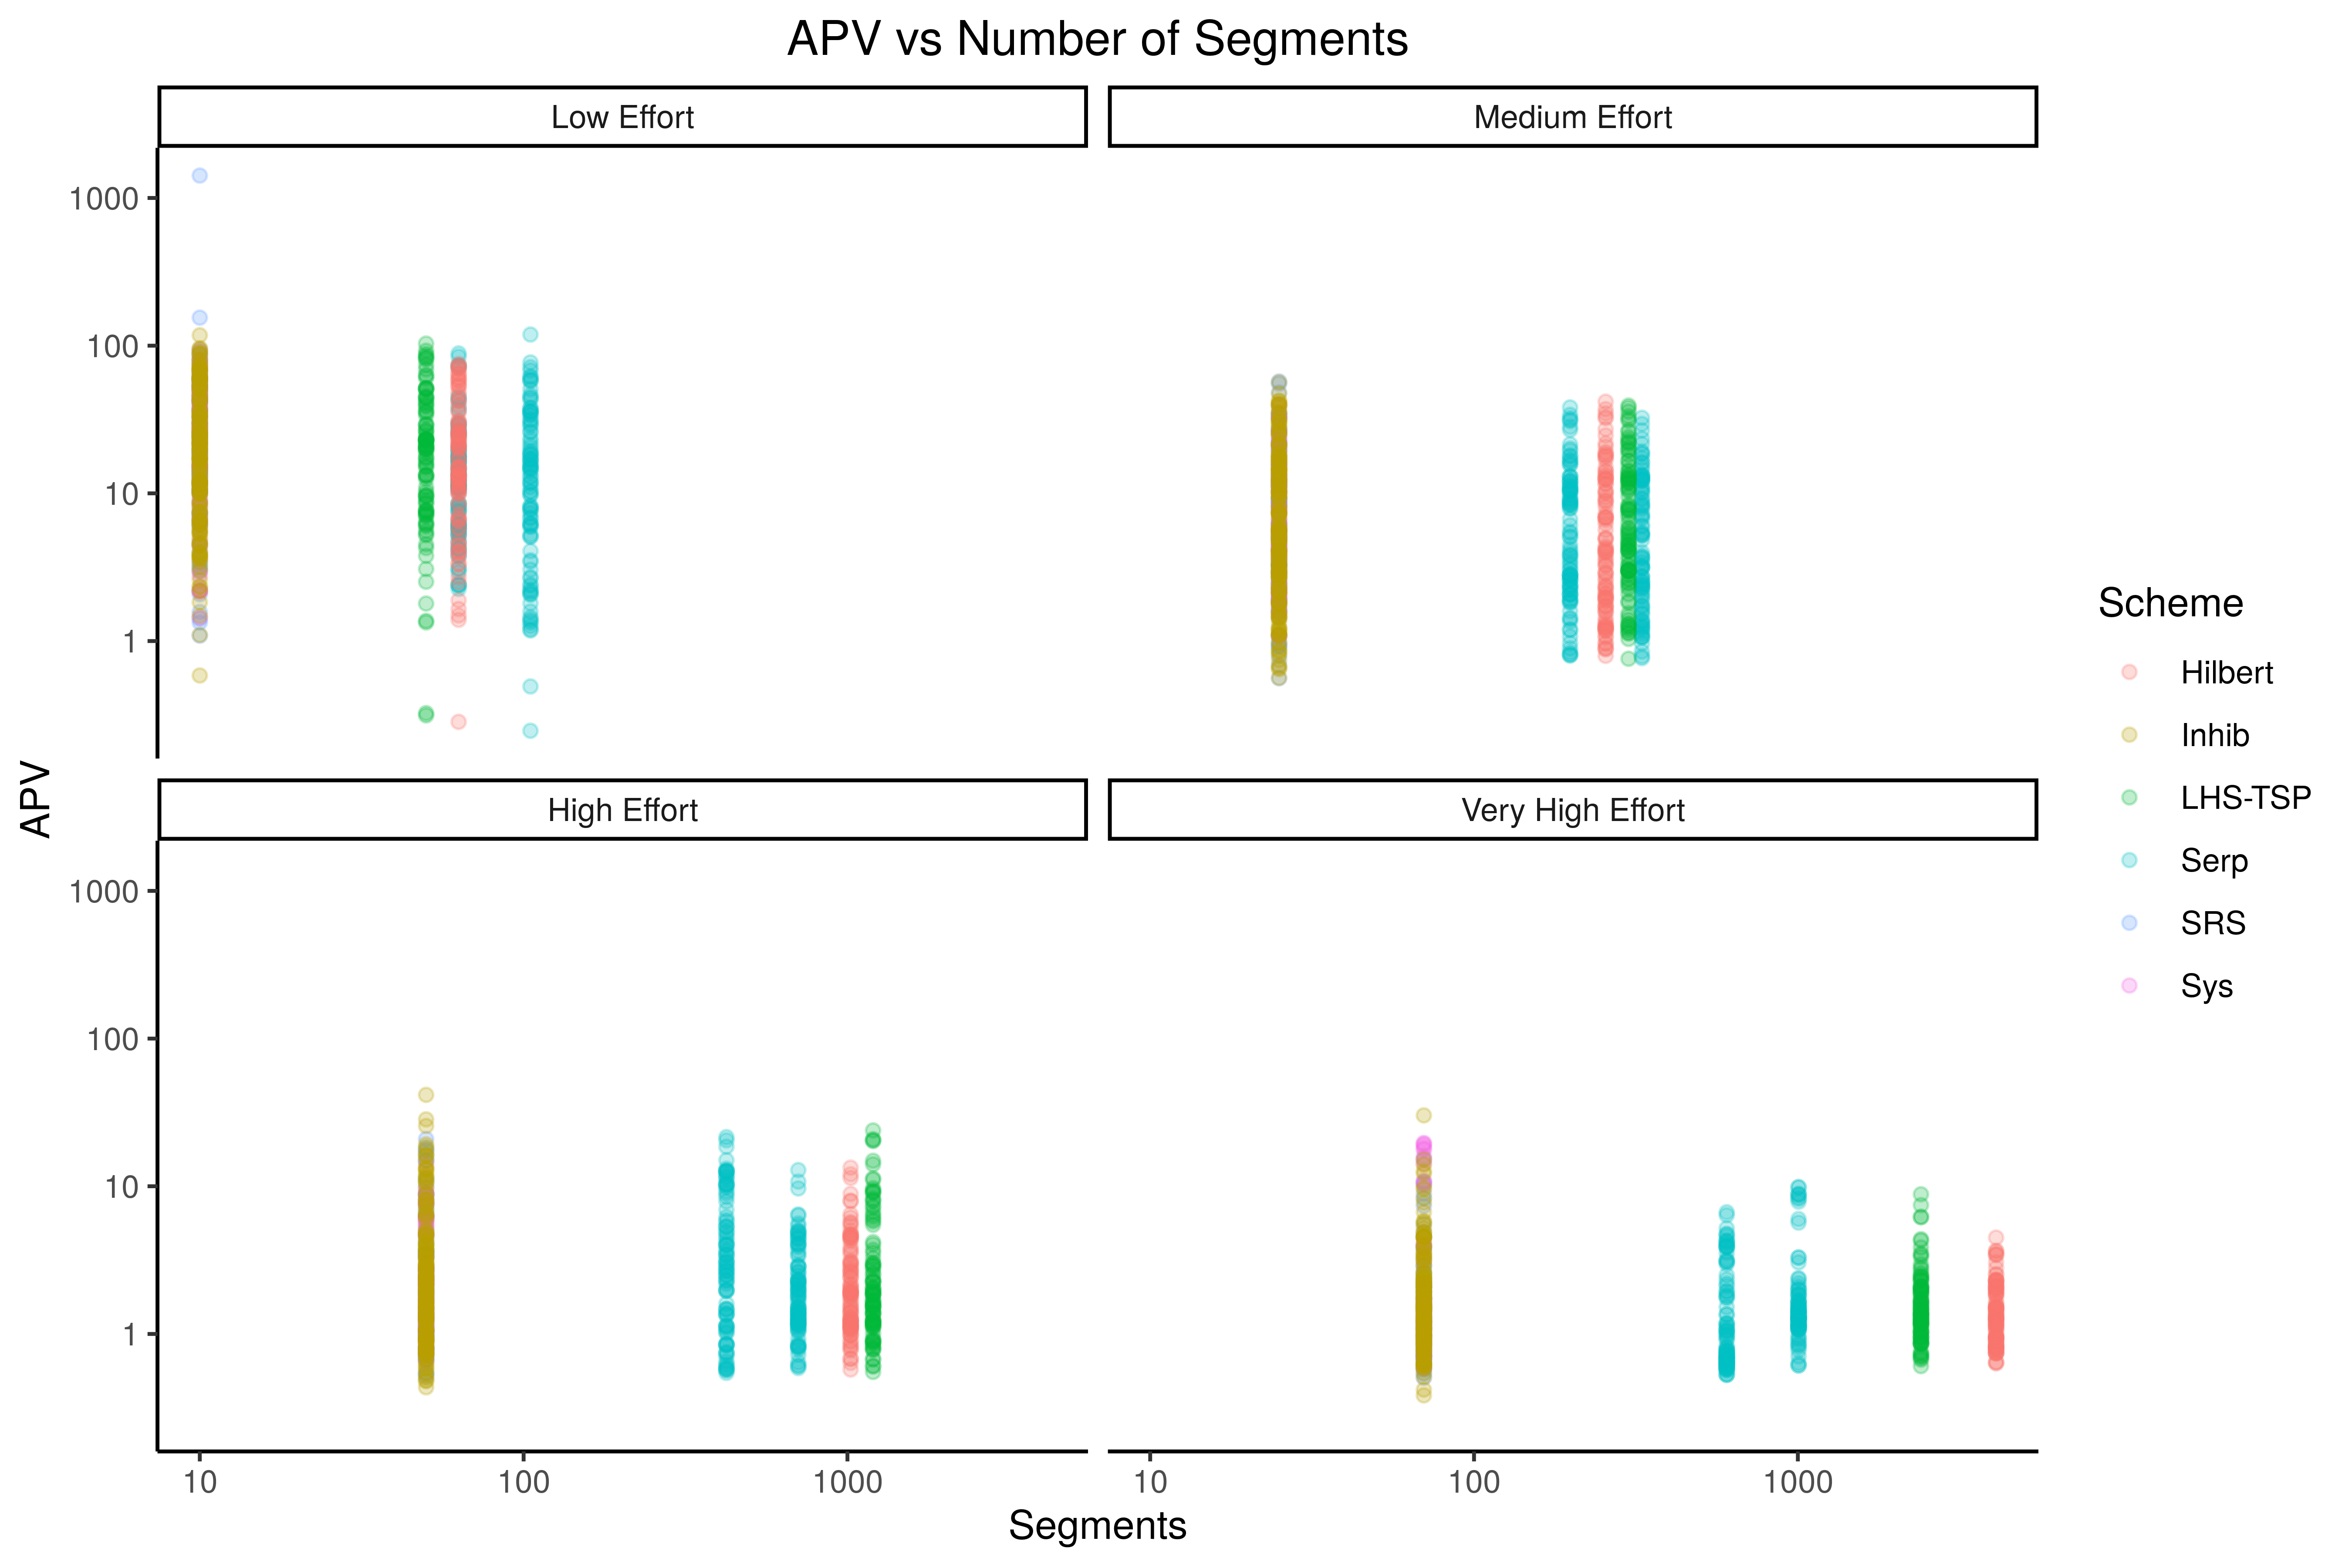 APV vs Number of Segments
Low Effort
Medium Effort
1000
100
10
1
APV
High Effort
Very High Effort
1000
100
10
1
10
100
1000
10
100
1000
Segments
Scheme
Hilbert
Inhib
LHS-TSP
Serp
SRS
Sys